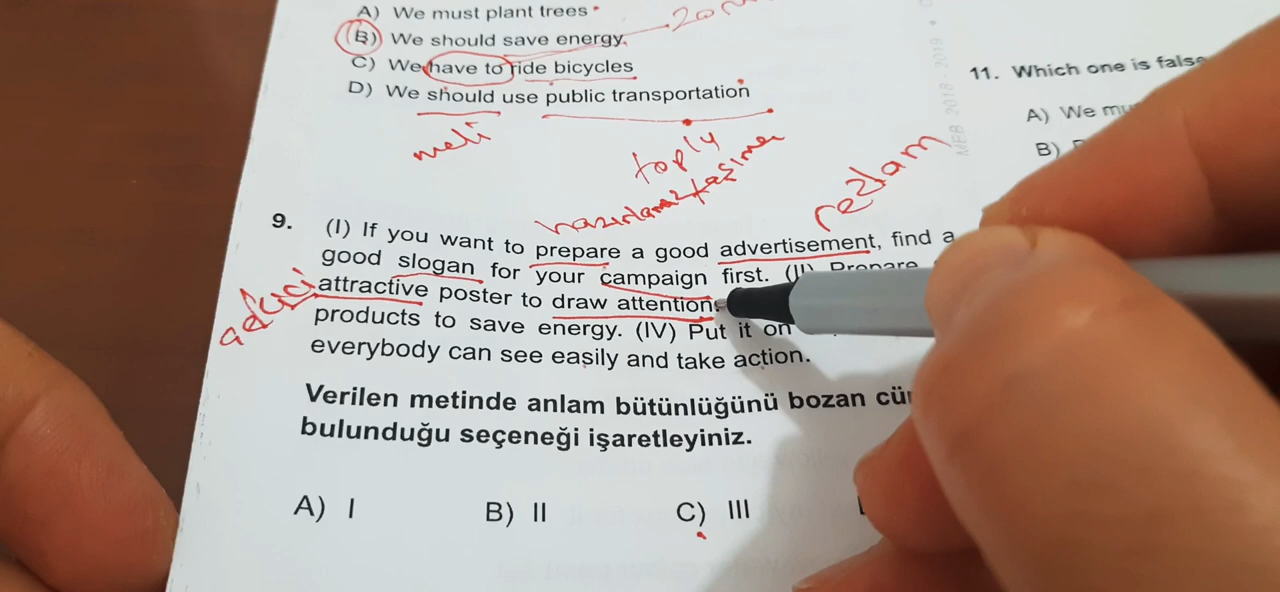 A) We must plant trees
B) We should save energy.
C) We have to ride bicycles
D) We should use public transportation
meli
toplu
taşıma
hazırlamak
reklam
MEB 2018 - 2019
11. Which one is false
A) We mu
B)
9. (I) If you want to prepare a good advertisement, find a
good slogan for your campaign first. (II) Prepare
attractive poster to draw attention.
products to save energy. (IV) Put it on
everybody can see easily and take action.
Verilen metinde anlam bütünlüğünü bozan cü
bulunduğu seçeneği işaretleyiniz.
A) I
B) II
C) III